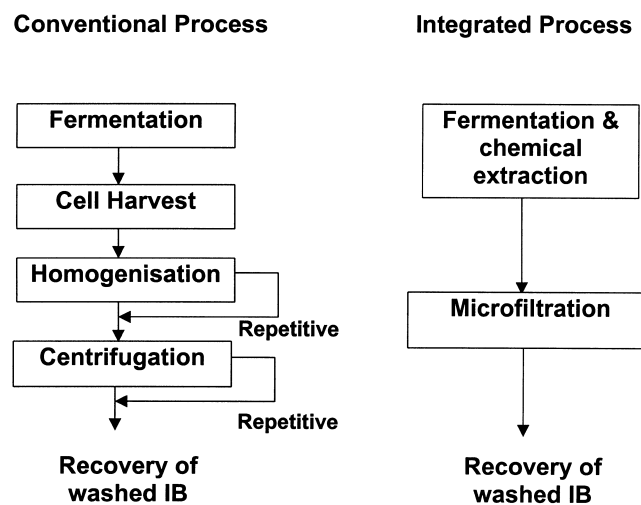 Conventional Process
Fermentation
Cell Harvest
Homogenisation
Repetitive
Centrifugation
Repetitive
Recovery of
washed IB
Integrated Process
Fermentation &
chemical
extraction
Microfiltration
Recovery of
washed IB